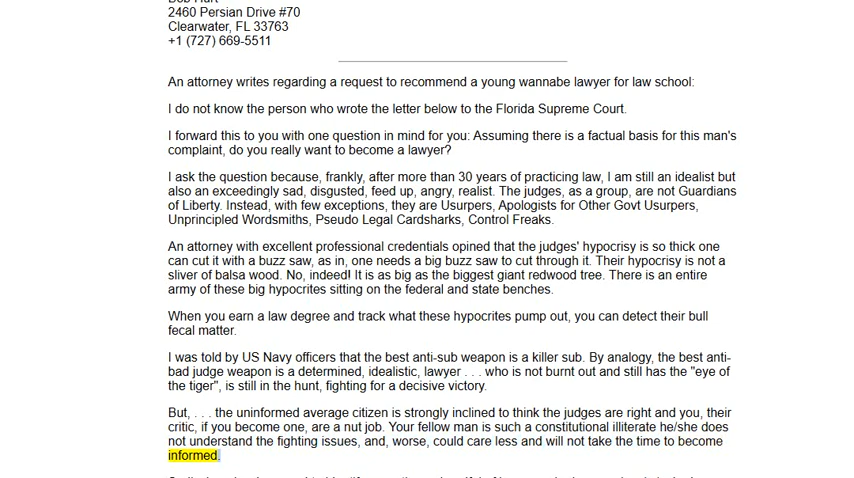 2460 Persian Drive #70
Clearwater, FL 33763
+1 (727) 669-5511
An attorney writes regarding a request to recommend a young wannabe lawyer for law school:
I do not know the person who wrote the letter below to the Florida Supreme Court.
I forward this to you with one question in mind for you: Assuming there is a factual basis for this man's
complaint, do you really want to become a lawyer?
I ask the question because, frankly, after more than 30 years of practicing law, I am still an idealist but
also an exceedingly sad, disgusted, feed up, angry, realist. The judges, as a group, are not Guardians
of Liberty. Instead, with few exceptions, they are Usurpers, Apologists for Other Govt Usurpers,
Unprincipled Wordsmiths, Pseudo Legal Cardsharks, Control Freaks.
An attorney with excellent professional credentials opined that the judges' hypocrisy is so thick one
can cut it with a buzz saw, as in, one needs a big buzz saw to cut through it. Their hypocrisy is not a
sliver of balsa wood. No, indeed! It is as big as the biggest giant redwood tree. There is an entire
army of these big hypocrites sitting on the federal and state benches.
When you earn a law degree and track what these hypocrites pump out, you can detect their bull
fecal matter.
I was told by US Navy officers that the best anti-sub weapon is a killer sub. By analogy, the best anti-
bad judge weapon is a determined, idealistic, lawyer . . . who is not burnt out and still has the "eye of
the tiger", is still in the hunt, fighting for a decisive victory.
But, . . . the uninformed average citizen is strongly inclined to think the judges are right and you, their
critic, if you become one, are a nut job. Your fellow man is such a constitutional illiterate he/she does
not understand the fighting issues, and, worse, could care less and will not take the time to become
informed.